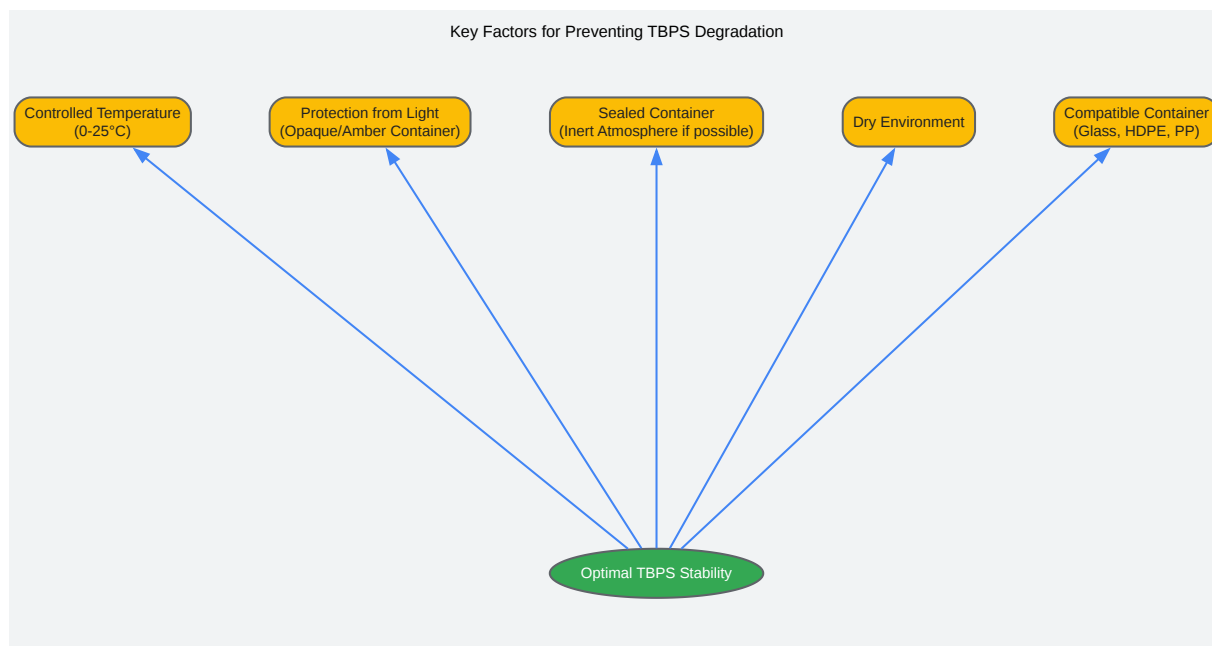 Key Factors for Preventing TBPS Degradation
Controlled Temperature
(0-25°C)
Protection from Light
(Opaque/Amber Container)
Sealed Container
(Inert Atmosphere if possible)
Dry Environment
Compatible Container
(Glass, HDPE, PP)
Optimal TBPS Stability